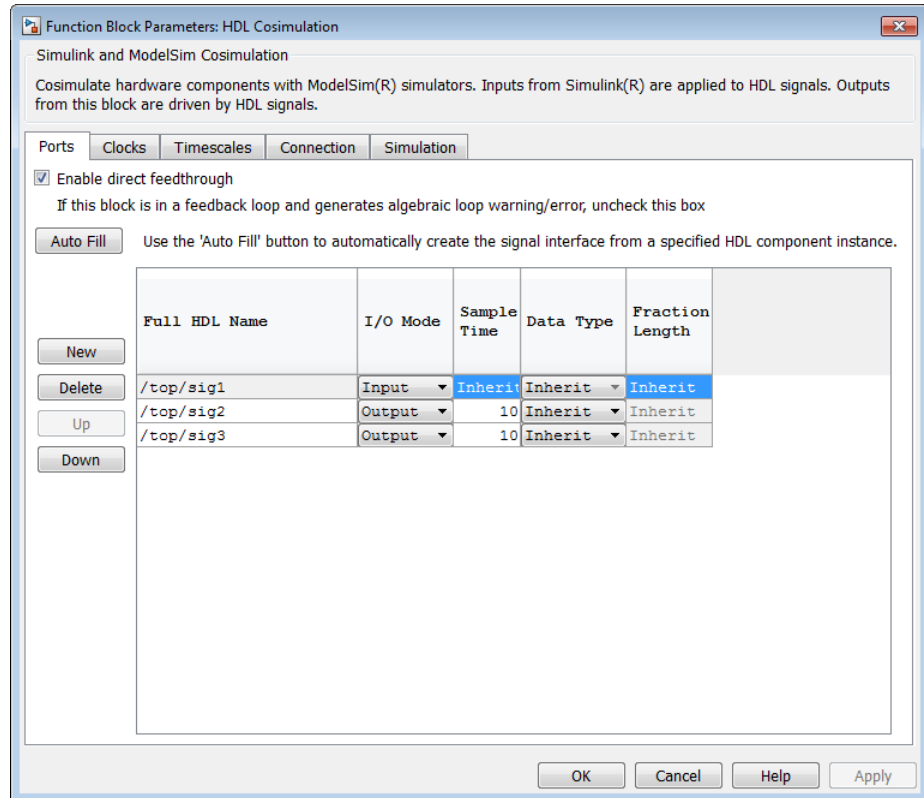 Function Block Parameters: HDL Cosimulation
Simulink and ModelSim Cosimulation
Cosimulate hardware components with ModelSim(R) simulators. Inputs from Simulink(R) are applied to HDL signals. Outputs
from this block are driven by HDL signals.
Ports Clocks Timescales Connection Simulation
Enable direct feedthrough
If this block is in a feedback loop and generates algebraic loop warning/error, uncheck this box
Auto Fill Use the 'Auto Fill' button to automatically create the signal interface from a specified HDL component instance.
Full HDL Name I/O Mode Sample Time Data Type Fraction Length
New
Delete /top/sig1 Input Inherit Inherit Inherit
/top/sig2 Output 10 Inherit Inherit
Up
/top/sig3 Output 10 Inherit Inherit
Down
OK Cancel Help Apply